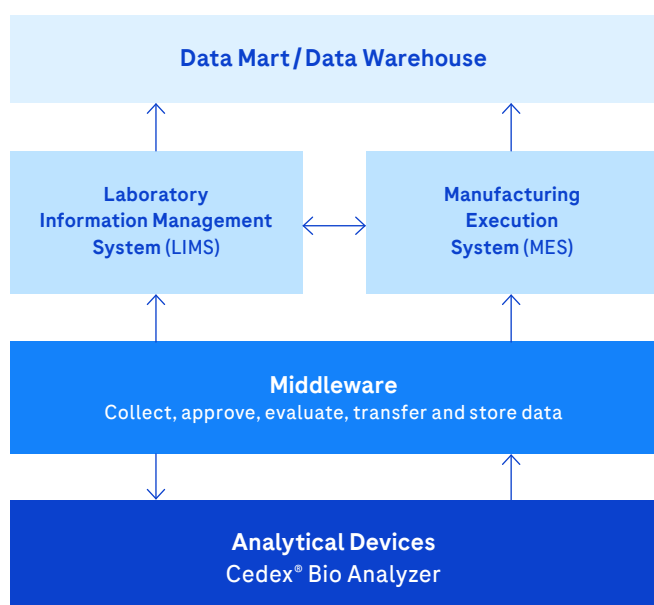 Data Mart/Data Warehouse
Laboratory
Information Management
System (LIMS)
Manufacturing
Execution
System (MES)
Middleware
Collect, approve, evaluate, transfer and store data
Analytical Devices
Cedex® Bio Analyzer